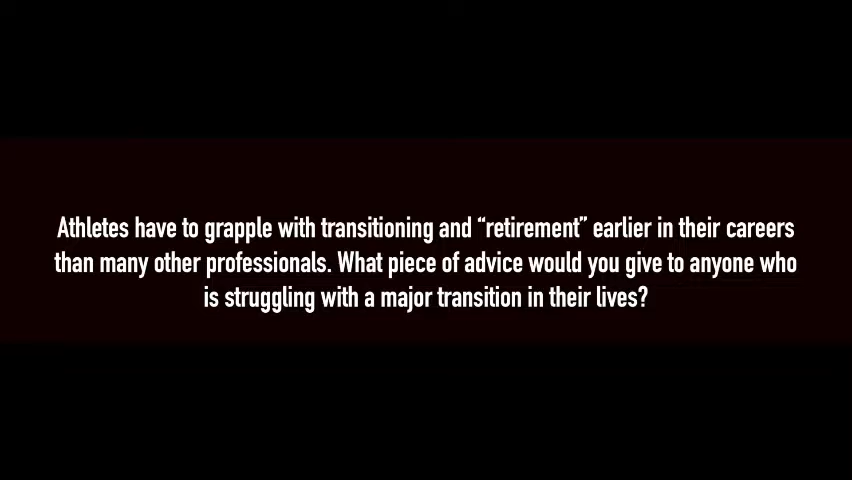 Athletes have to grapple with transitioning and “retirement” earlier in their careers
than many other professionals. What piece of advice would you give to anyone who
is struggling with a major transition in their lives?